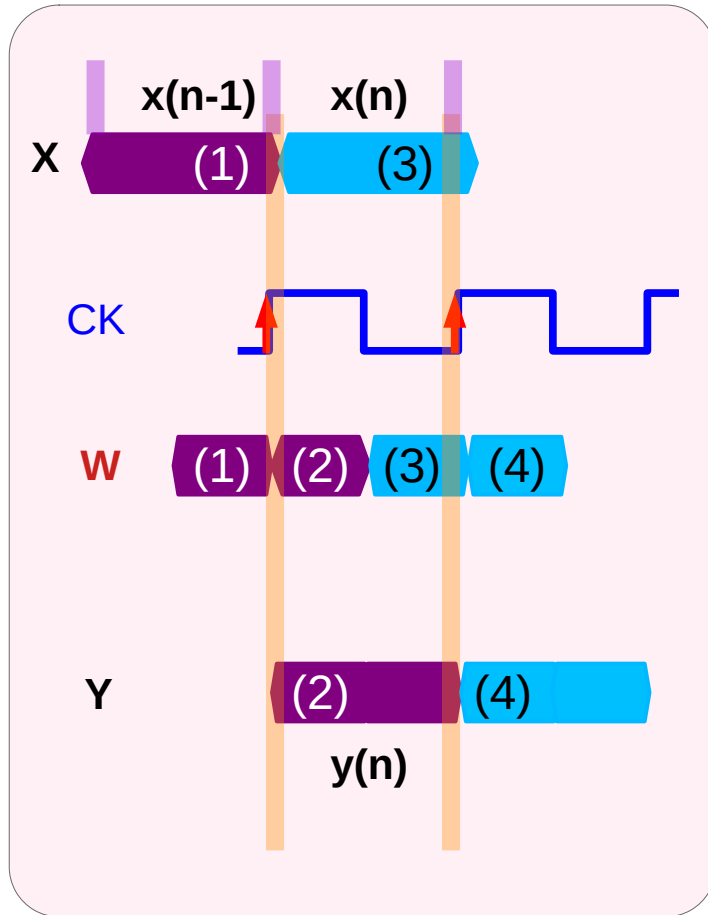 x(n-1) x(n)
X (1) (3)
CK
W (1) (2) (3) (4)
Y (2) (4)
y(n)